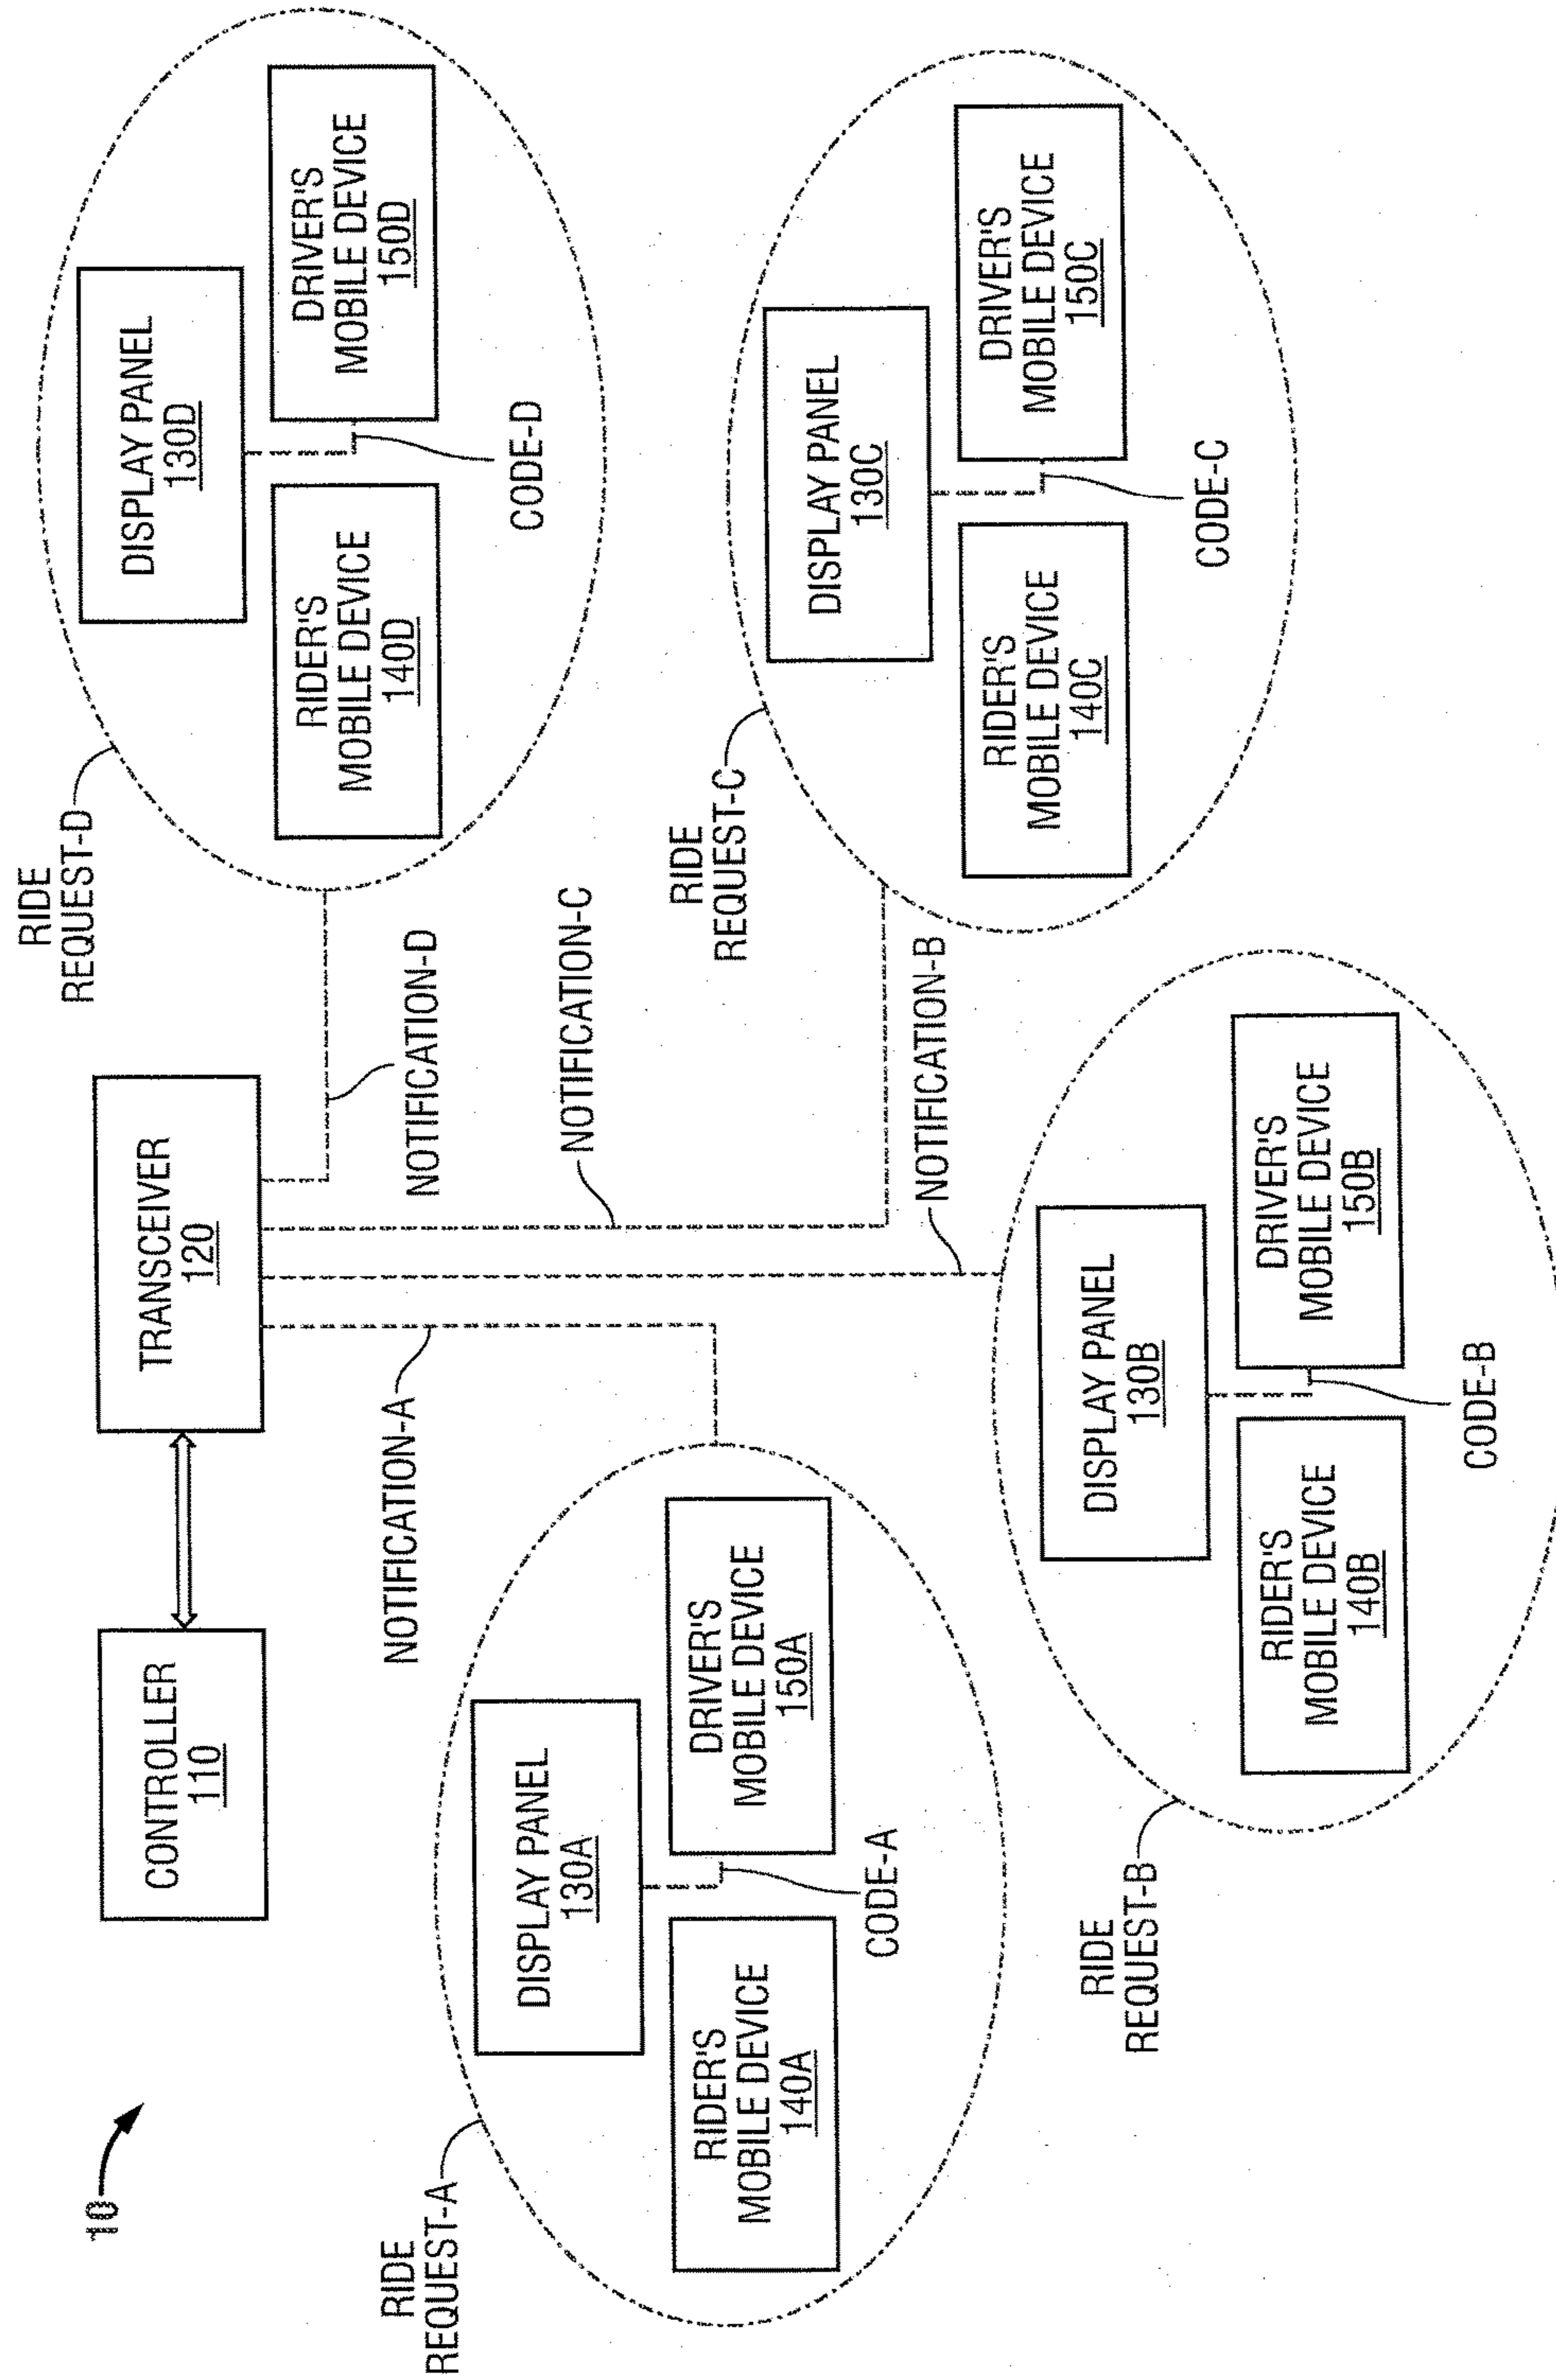 10
CONTROLLER
110
TRANSCEIVER
120
RIDE
REQUEST-A
DISPLAY PANEL
130A
RIDER'S
MOBILE DEVICE
140A
DRIVER'S
MOBILE DEVICE
150A
CODE-A
NOTIFICATION-A
RIDE
REQUEST-B
DISPLAY PANEL
130B
RIDER'S
MOBILE DEVICE
140B
DRIVER'S
MOBILE DEVICE
150B
CODE-B
NOTIFICATION-B
RIDE
REQUEST-C
DISPLAY PANEL
130C
RIDER'S
MOBILE DEVICE
140C
DRIVER'S
MOBILE DEVICE
150C
CODE-C
NOTIFICATION-C
RIDE
REQUEST-D
DISPLAY PANEL
130D
RIDER'S
MOBILE DEVICE
140D
DRIVER'S
MOBILE DEVICE
150D
CODE-D
NOTIFICATION-D